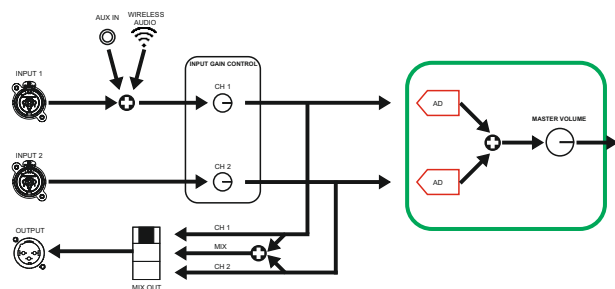 AUX IN
WIRELESS
AUDIO
INPUT GAIN CONTROL
INPUT 1
CH 1
AD
MASTER VOLUME
INPUT 2
CH 2
AD
OUTPUT
CH 1
MIX
CH 2
MIX OUT